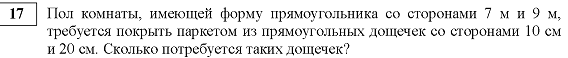 17 Пол комнаты, имеющей форму прямоугольника со сторонами 7 м и 9 м,
требуется покрыть паркетом из прямоугольных дощечек со сторонами 10 см
и 20 см. Сколько потребуется таких дощечек?